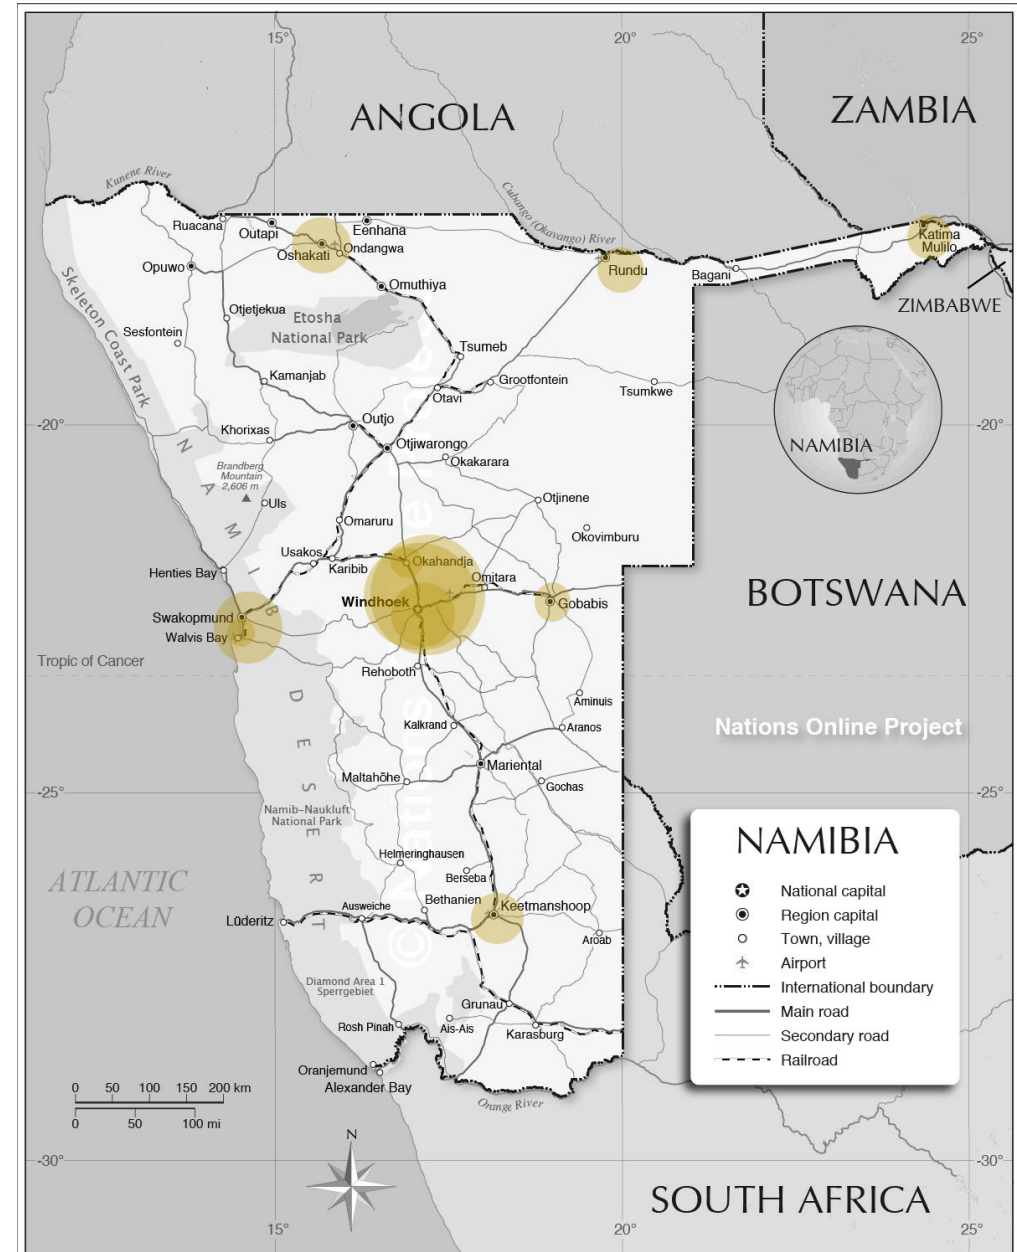 15°
20°
25°
ANGOLA
ZAMBIA
Kunene River
Cubango (Okavango) River
Ruacana
Outapi
Eenhana
Oshakati
Ondangwa
Katima
Mulilo
Opuwo
Rundu
Bagani
Omuthiya
ZIMBABWE
Skeleton Coast Park
Otjetjekua
Etosha
National Park
Sesfontein
Tsumeb
Kamanjab
Grootfontein
Tsumkwe
Otavi
-20°
Outjo
-20°
Khorixas
Otjiwarongo
NAMIBIA
Okakarara
Brandberg
Mountain
2,606 m
Uls
Otjinene
Omaruru
Okovimburu
Usakos
Karibib
Okahandja
Henties Bay
Omitara
BOTSWANA
Windhoek
Gobabis
Swakopmund
Walvis Bay
NAMIB
DESERT
Tropic of Cancer
Rehoboth
Aminuis
Kalkrand
Aranos
Nations Online Project
Mariental
Maltahöhe
Gochas
-25°
-25°
Namib-Naukluft
National Park
Helmeringhausen
Berseba
ATLANTIC
OCEAN
Bethanien
Keetmanshoop
Ausweiche
Lūderitz
Aroab
Diamond Area 1
Sperrgebiet
Grunau
Rosh Pinah
Ais-Ais
Karasburg
Oranjemund
Alexander Bay
Orange River
NAMIBIA
National capital
Region capital
Town, village
Airport
International boundary
Main road
Secondary road
Railroad
0 50 100 150 200 km
0 50 100 mi
N
-30°
-30°
SOUTH AFRICA
15°
20°
25°